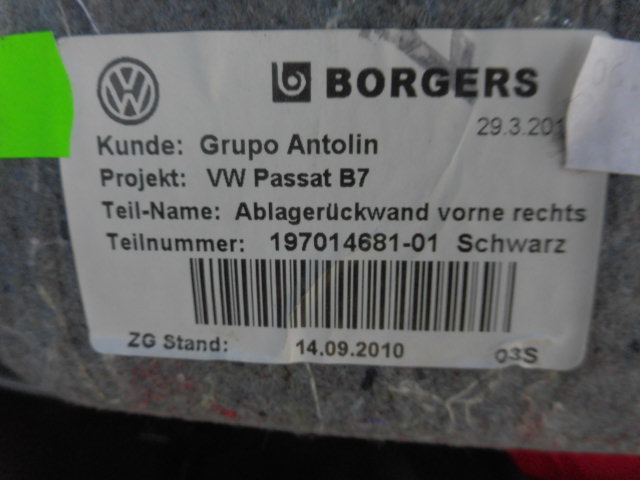 BORGERS
29.3.201
Kunde: Grupo Antolin
Projekt: VW Passat B7
Teil-Name: Ablagerückwand vorne rechts
Teilnummer: 197014681-01 Schwarz
ZG Stand: 14.09.2010 03S